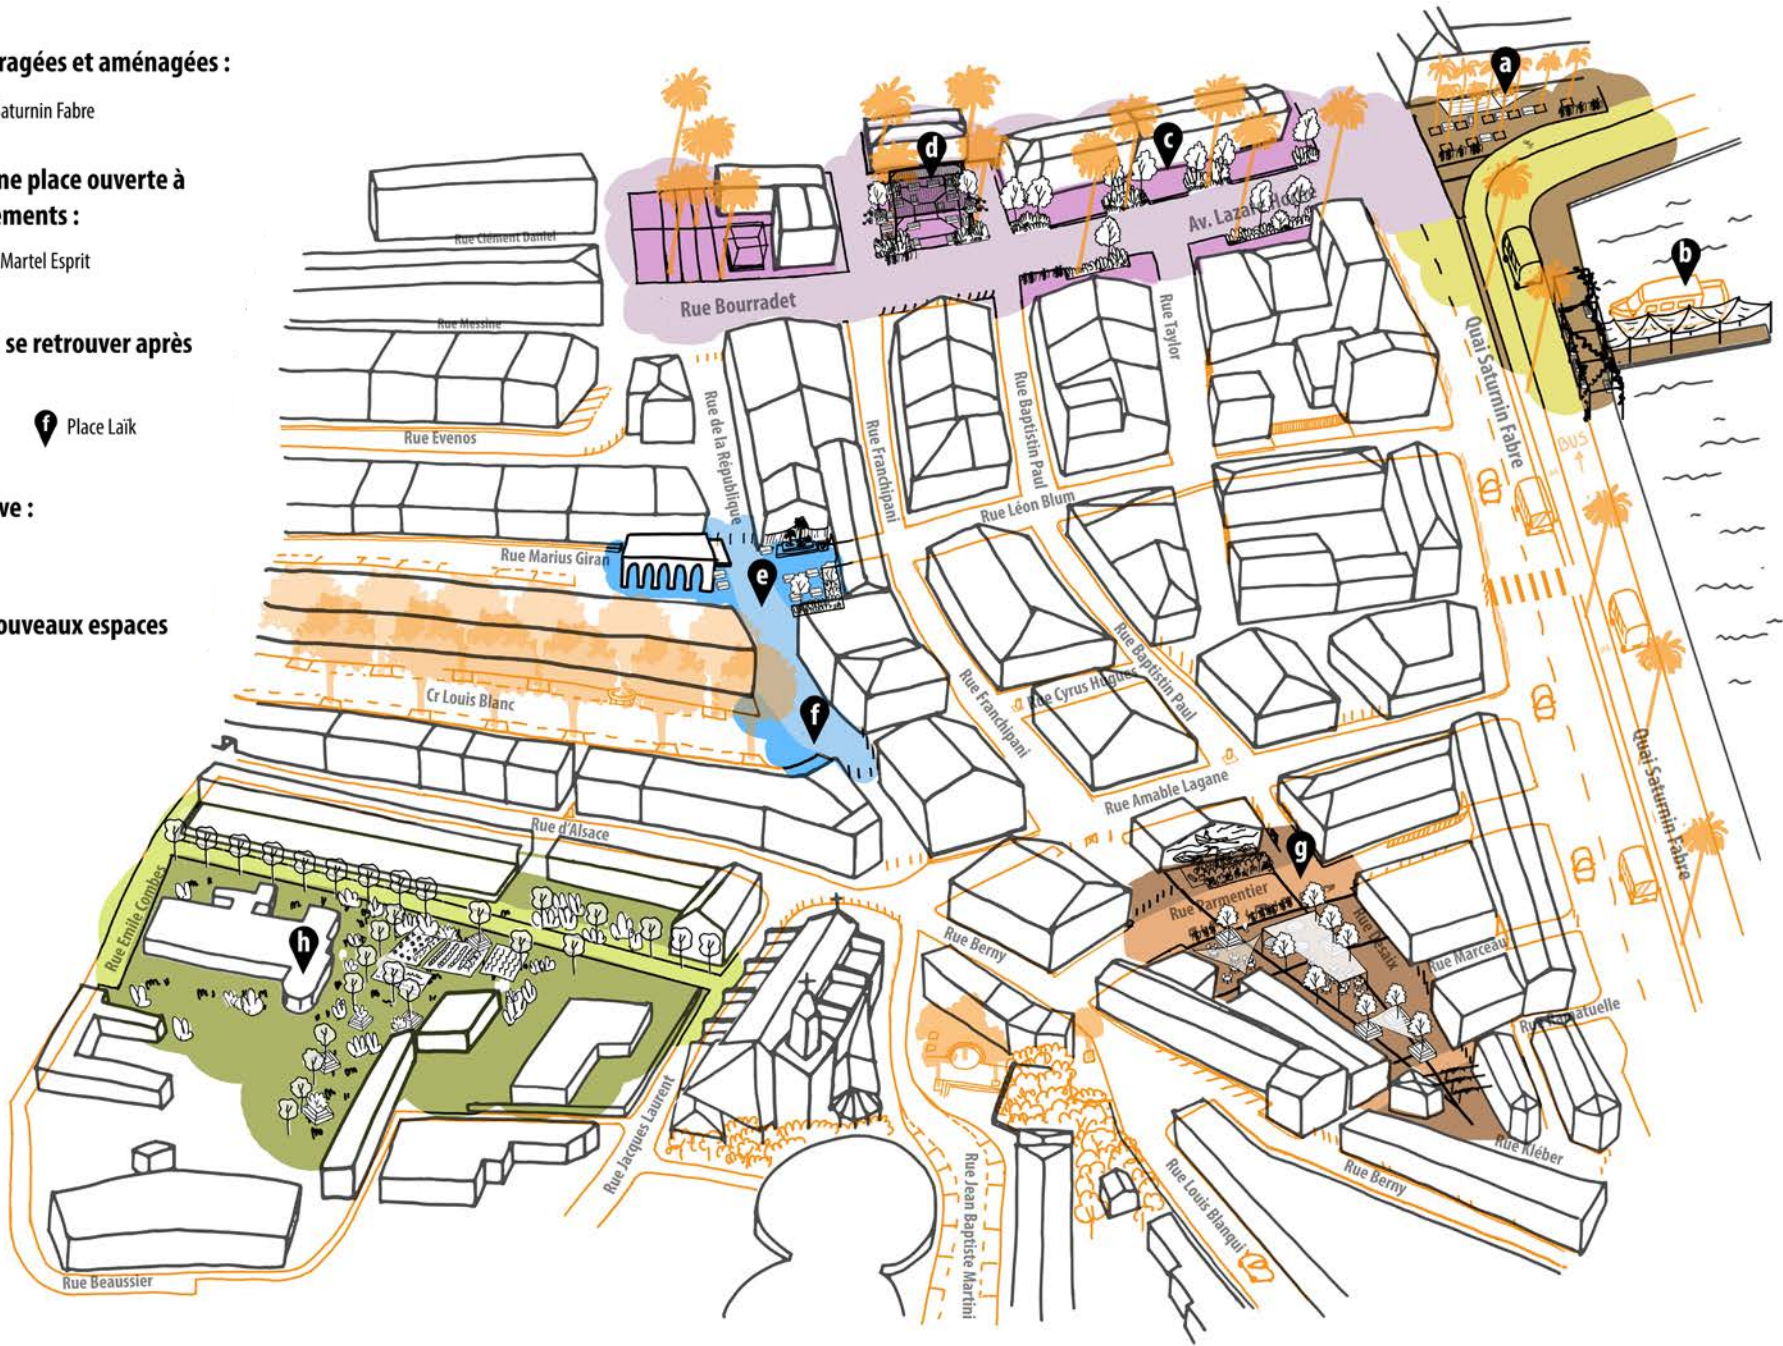 ragées et aménagées :
aturnin Fabre
ne place ouverte à
ements :
Martel Esprit
se retrouver après
f Place Laïk
ve :
ouveaux espaces
a
b
c
d
Av. Lazare
Rue Clément Daniel
Rue Bourradet
Rue Messine
Rue Taylor
Quai Saturnin Fabre
Rue Evenos
Rue de la République
Rue Franchipani
Rue Baptistin Paul
BUS
Rue Léon Blum
Rue Marius Giran
e
Rue Baptistin Paul
Rue Cyrus Hugues
Cr Louis Blanc
f
Rue Franchipani
Quai Saturnin Fabre
Rue Amable Lagane
Rue d'Alsace
g
Rue Parmentier
Rue Emile Combes
h
Rue Berny
Rue Desaix
Rue Marceau
Rue Ramatuelle
Rue Jacques Laurent
Rue Kléber
Rue Berny
Rue Louis Blanqui
Rue Jean Baptiste Martini
Rue Beaussier